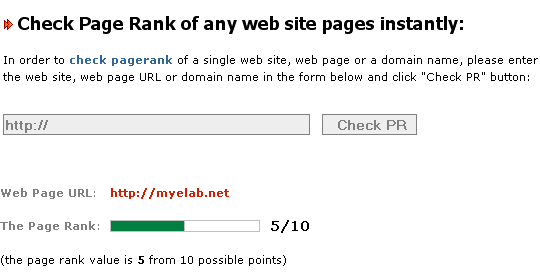 Check Page Rank of any web site pages instantly:
In order to check pagerank of a single web site, web page or a domain name, please enter
the web site, web page URL or domain name in the form below and click "Check PR" button:
http:// Check PR
Web Page URL: http://myelab.net
The Page Rank: 5/10
(the page rank value is 5 from 10 possible points)